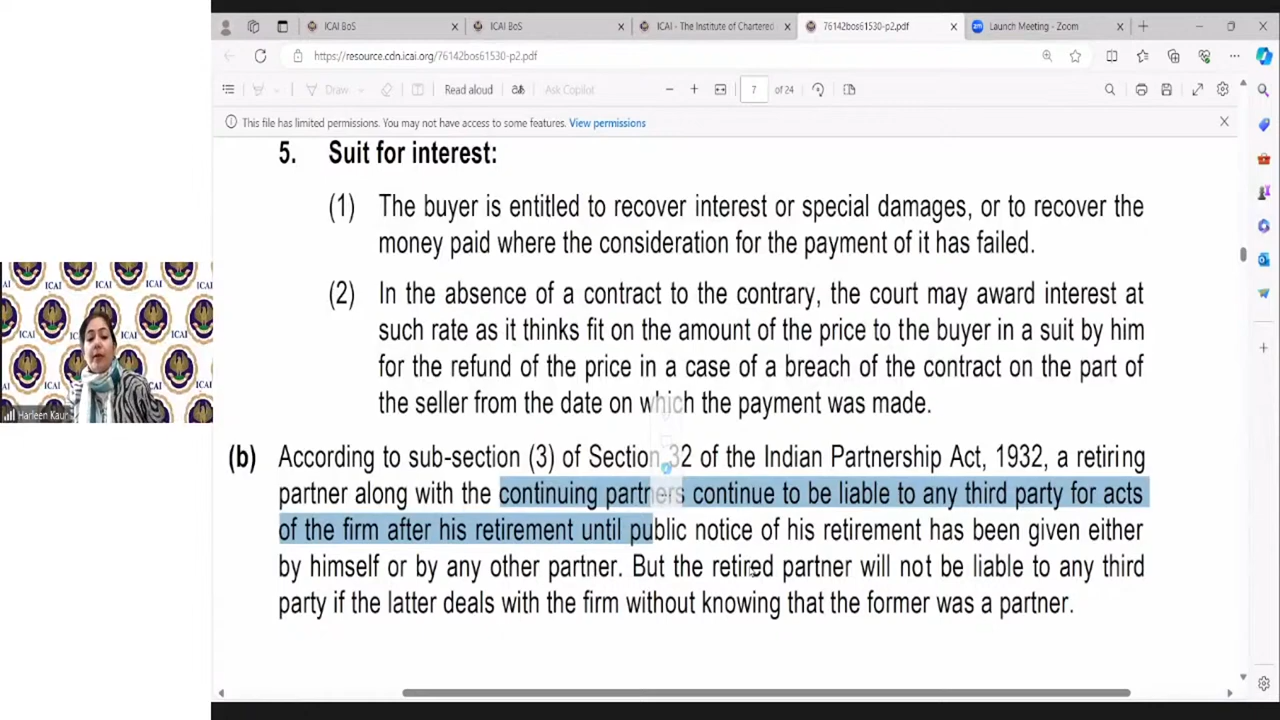 ICAI BoS
ICAI BoS
ICAI - The Institute of Chartered
76142bos61530-p2.pdf
Launch Meeting - Zoom
https://resource.cdn.icai.org/76142bos61530-p2.pdf
Draw
Read aloud
Ask Copilot
7 of 24
This file has limited permissions. You may not have access to some features. View permissions
5. Suit for interest:
(1) The buyer is entitled to recover interest or special damages, or to recover the
money paid where the consideration for the payment of it has failed.
(2) In the absence of a contract to the contrary, the court may award interest at
such rate as it thinks fit on the amount of the price to the buyer in a suit by him
for the refund of the price in a case of a breach of the contract on the part of
the seller from the date on which the payment was made.
(b) According to sub-section (3) of Section 32 of the Indian Partnership Act, 1932, a retiring
partner along with the continuing partners continue to be liable to any third party for acts
of the firm after his retirement until public notice of his retirement has been given either
by himself or by any other partner. But the retired partner will not be liable to any third
party if the latter deals with the firm without knowing that the former was a partner.
ICAI
ICAI
ICAI
Harleen Kaur